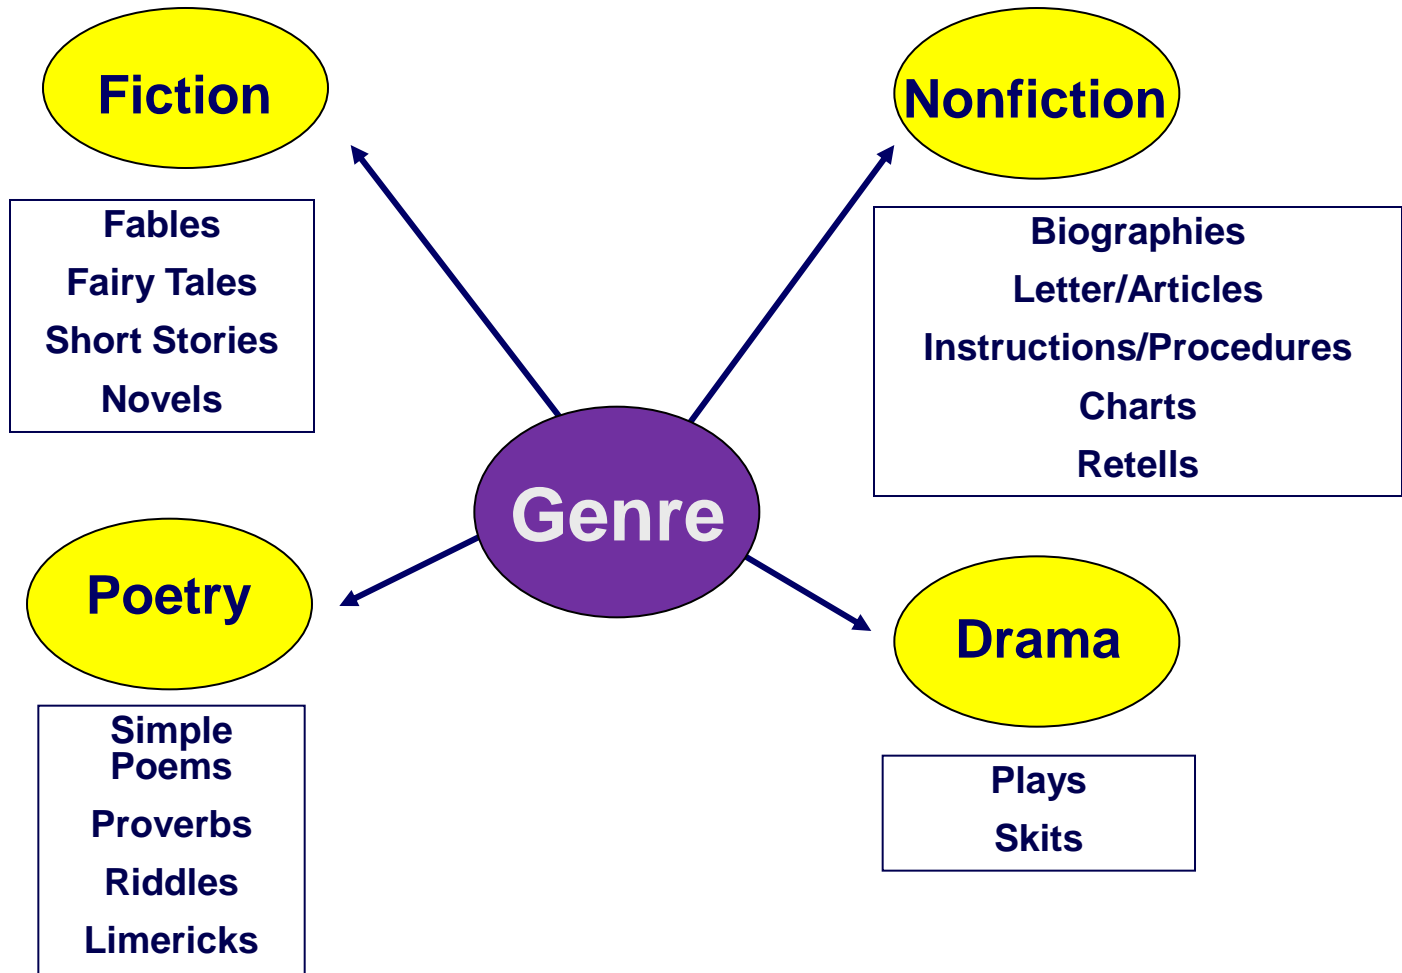 Fiction
Fables
Fairy Tales
Short Stories
Novels
Nonfiction
Biographies
Letter/Articles
Instructions/Procedures
Charts
Retells
Genre
Poetry
Simple
Poems
Proverbs
Riddles
Limericks
Drama
Plays
Skits